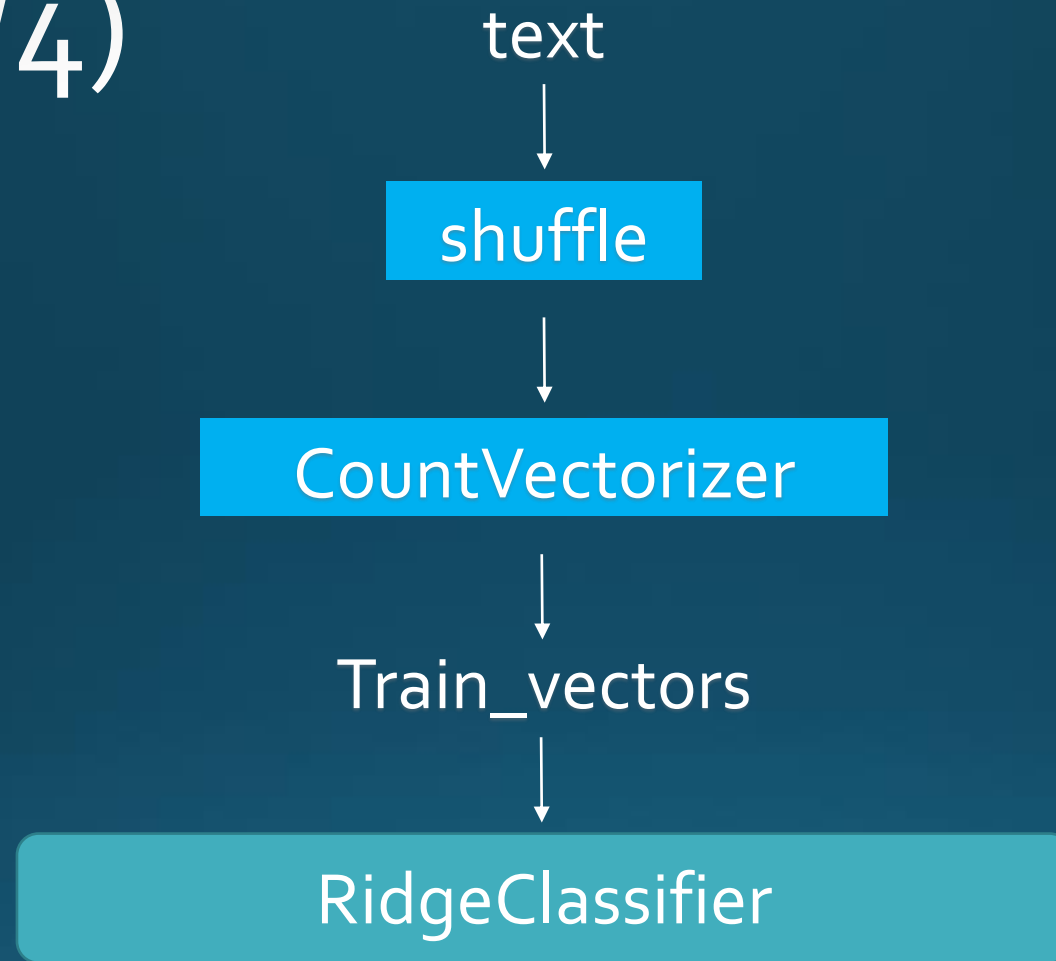 /4)
text
shuffle
CountVectorizer
Train_vectors
RidgeClassifier